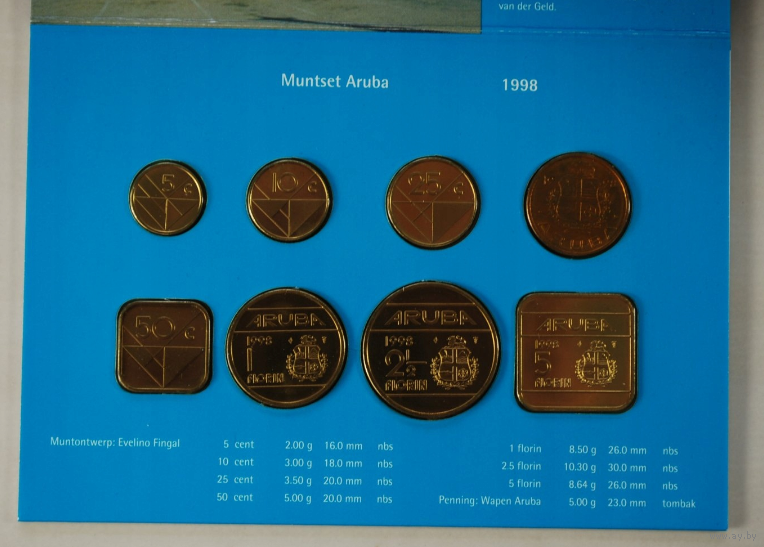 van der Geld.
Muntset Aruba 1998
5 c
10 c
25 c
50 c
ARUBA
1998
1
FLORIN
ARUBA
1998
2½
FLORIN
ARUBA
1998
5
FLORIN
Muntontwerp: Evelino Fingal
5 cent 2.00 g 16.0 mm nbs
10 cent 3.00 g 18.0 mm nbs
25 cent 3.50 g 20.0 mm nbs
50 cent 5.00 g 20.0 mm nbs
1 florin 8.50 g 26.0 mm nbs
2.5 florin 10.30 g 30.0 mm nbs
5 florin 8.64 g 26.0 mm nbs
Penning: Wapen Aruba 5.00 g 23.0 mm tombak
ay.by